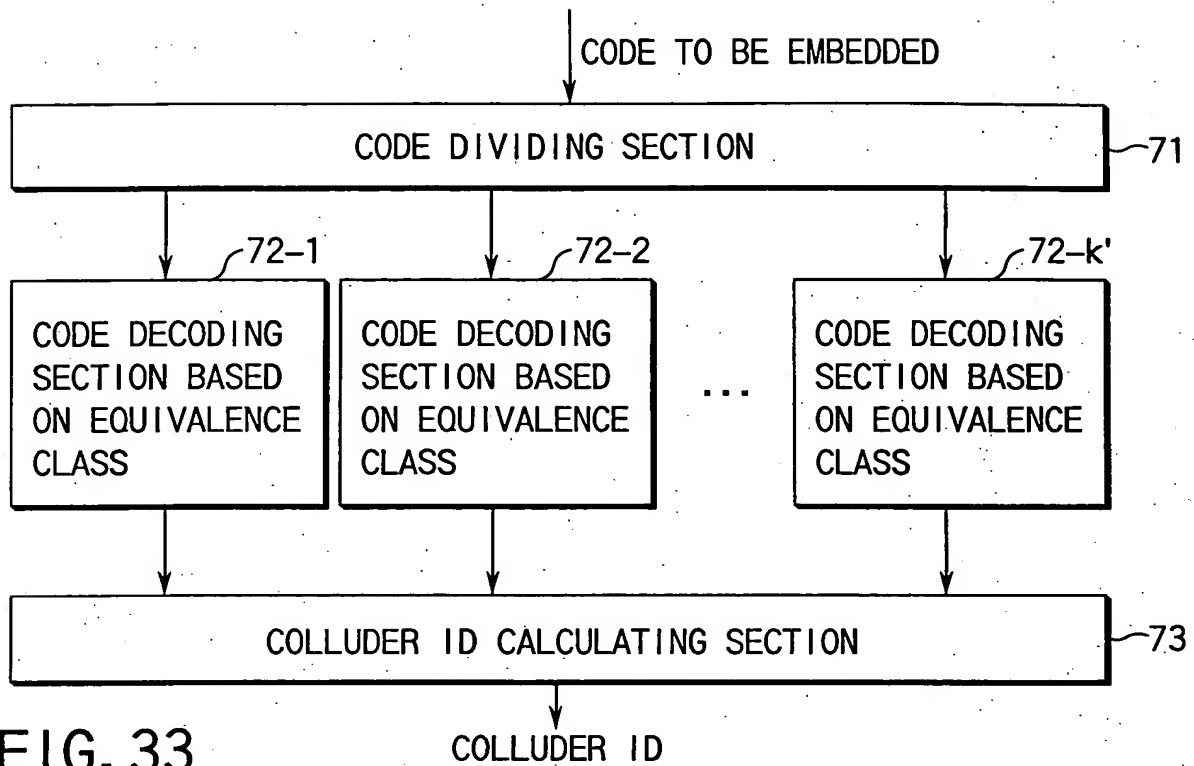 CODE TO BE EMBEDDED
CODE DIVIDING SECTION
71
72-1
72-2
72-k'
CODE DECODING
SECTION BASED
ON EQUIVALENCE
CLASS
CODE DECODING
SECTION BASED
ON EQUIVALENCE
CLASS
...
CODE DECODING
SECTION BASED
ON EQUIVALENCE
CLASS
COLLUDER ID CALCULATING SECTION
73
FIG. 33
COLLUDER ID